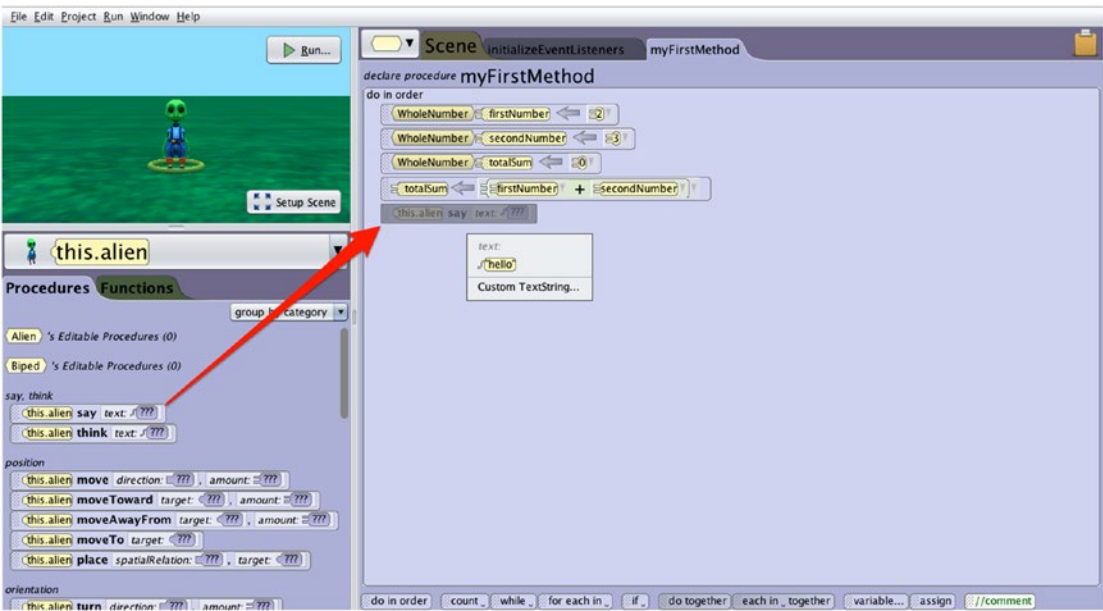 File Edit Project Run Window Help
Run...
Setup Scene
this.alien
Procedures Functions
group by category
Alien 's Editable Procedures (0)
Biped 's Editable Procedures (0)
say, think
this.alien say text: ???
this.alien think text: ???
position
this.alien move direction: ??? , amount: ???
this.alien moveToward target: ??? , amount: ???
this.alien moveAwayFrom target: ??? , amount: ???
this.alien moveTo target: ???
this.alien place spatialRelation: ??? , target: ???
orientation
this.alien turn direction: ??? , amount: ???
Scene initializeEventListeners myFirstMethod
declare procedure myFirstMethod
do in order
WholeNumber firstNumber 2
WholeNumber secondNumber 3
WholeNumber totalSum 0
totalSum firstNumber + secondNumber
this.alien say text: ???
text:
"hello"
Custom TextString...
do in order count _ while _ for each in _ if _ do together each in _ together variable... assign //comment